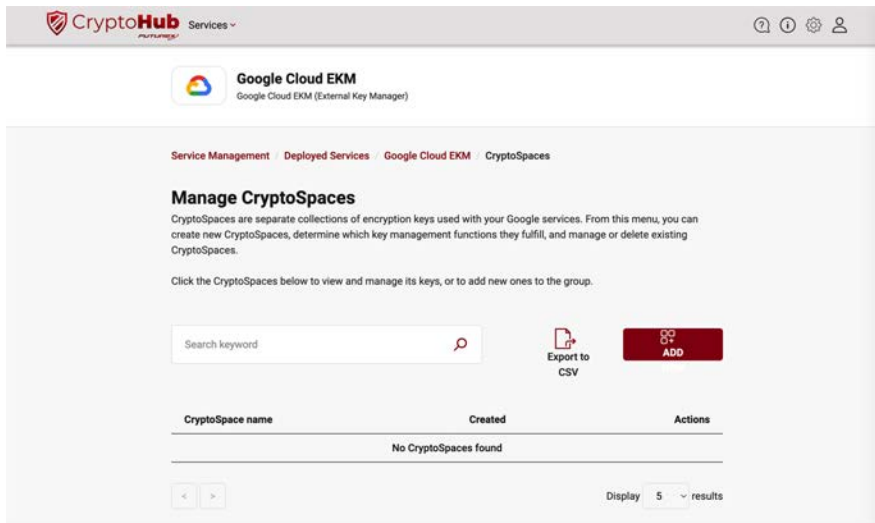 CryptoHub Services
FUTUREX
Google Cloud EKM
Google Cloud EKM (External Key Manager)
Service Management / Deployed Services / Google Cloud EKM / CryptoSpaces
Manage CryptoSpaces
CryptoSpaces are separate collections of encryption keys used with your Google services. From this menu, you can
create new CryptoSpaces, determine which key management functions they fulfill, and manage or delete existing
CryptoSpaces.
Click the CryptoSpaces below to view and manage its keys, or to add new ones to the group.
Search keyword
Export to
CSV
ADD
CryptoSpace name Created Actions
No CryptoSpaces found
< >
Display 5 results